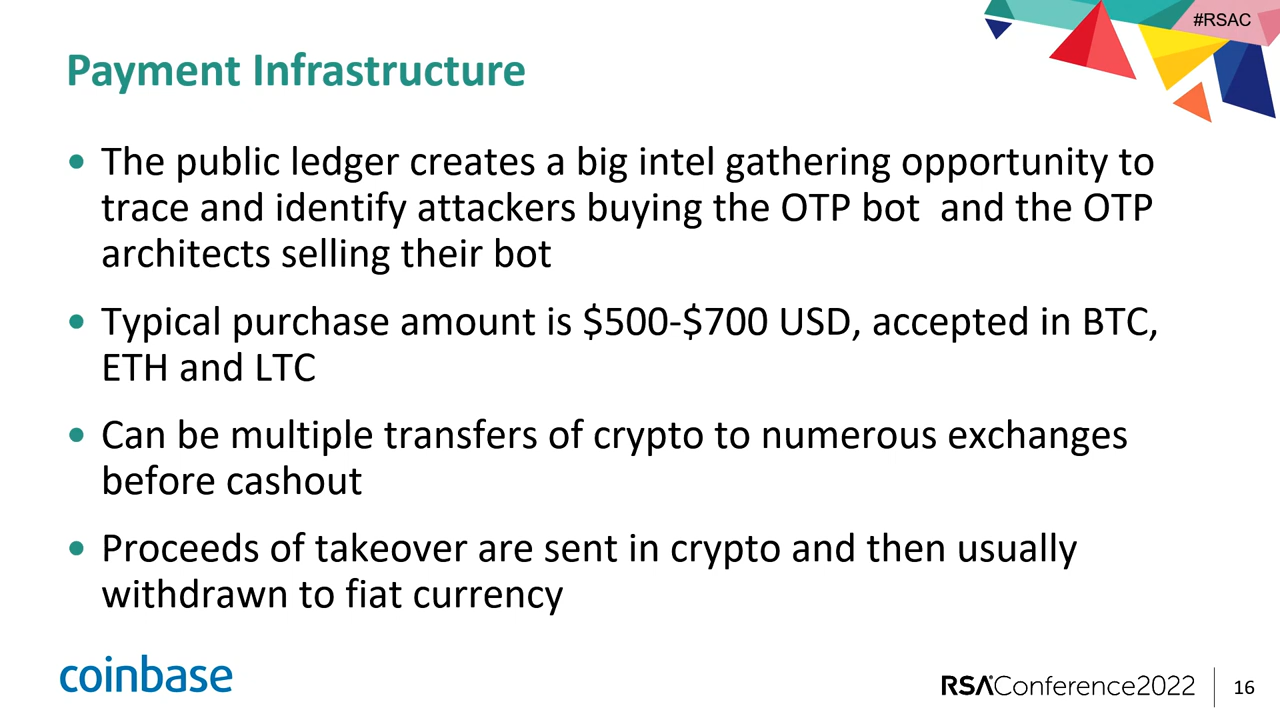 #RSAC
Payment Infrastructure
• The public ledger creates a big intel gathering opportunity to
trace and identify attackers buying the OTP bot  and the OTP
architects selling their bot
• Typical purchase amount is $500-$700 USD, accepted in BTC,
ETH and LTC
• Can be multiple transfers of crypto to numerous exchanges
before cashout
• Proceeds of takeover are sent in crypto and then usually
withdrawn to fiat currency
coinbase
RSAConference2022
16